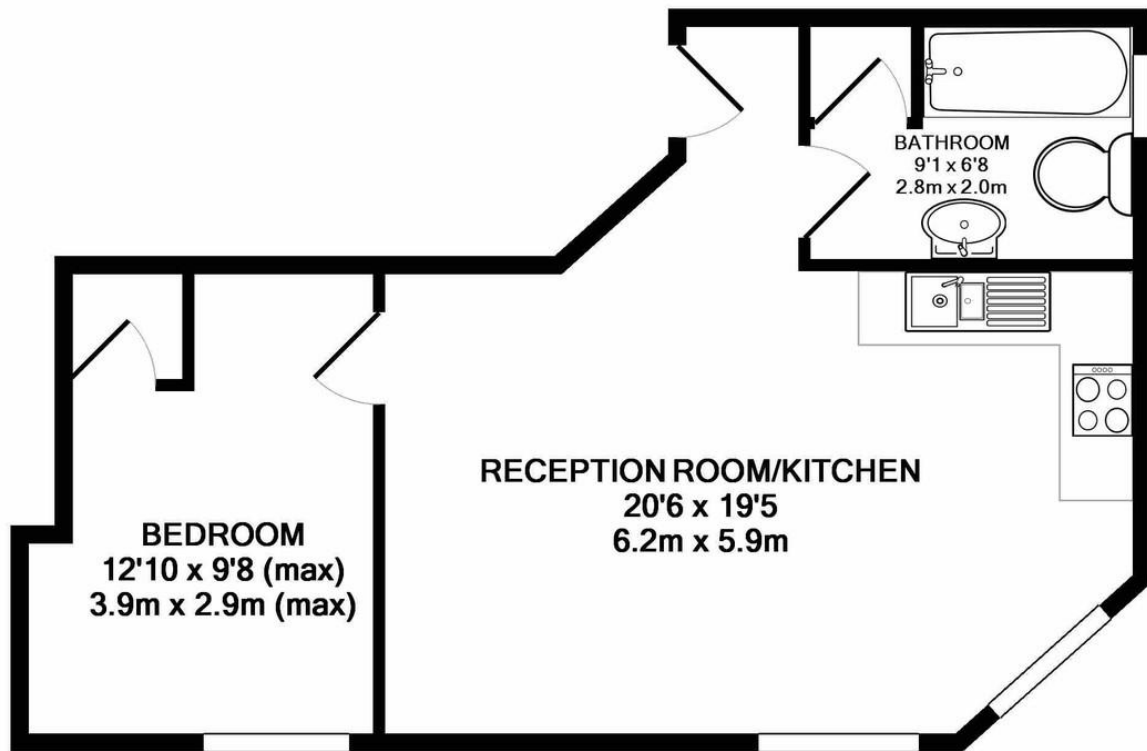 BATHROOM
9'1 x 6'8
2.8m x 2.0m
RECEPTION ROOM/KITCHEN
20'6 x 19'5
6.2m x 5.9m
BEDROOM
12'10 x 9'8 (max)
3.9m x 2.9m (max)